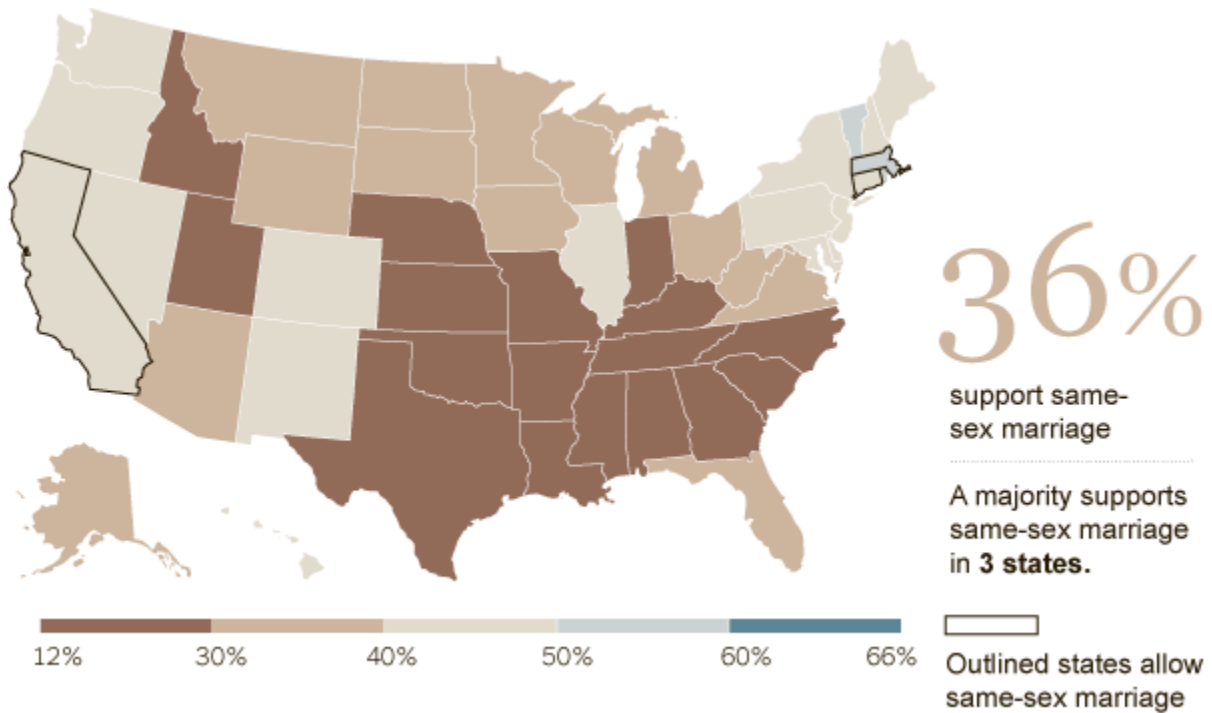 36%
support same-
sex marriage
A majority supports
same-sex marriage
in 3 states.
12% 30% 40% 50% 60% 66%
Outlined states allow
same-sex marriage